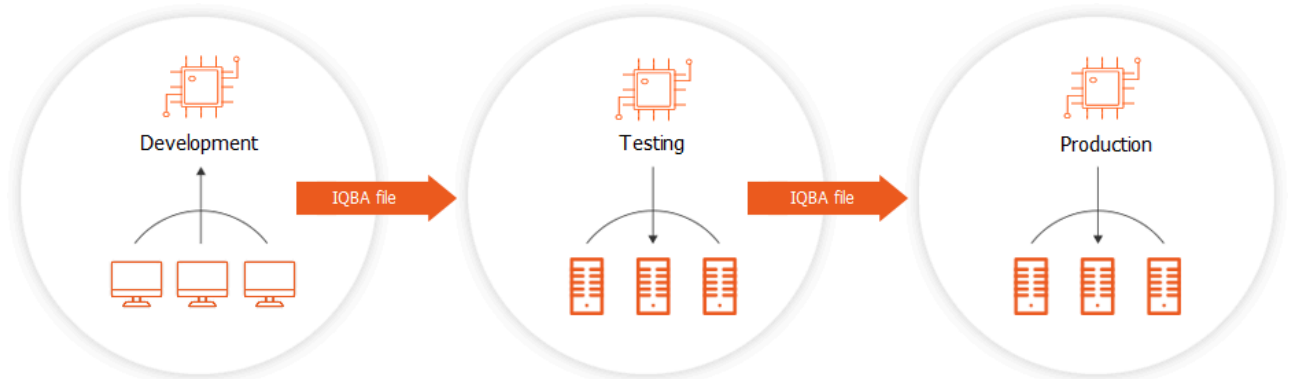 Development
Testing
Production
IQBA file
IQBA file